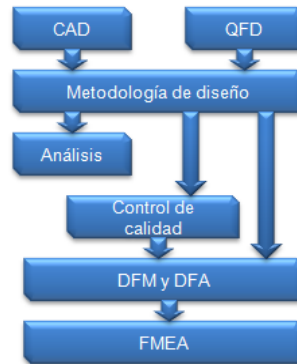 CAD
QFD
Metodología de diseño
Análisis
Control de
calidad
DFM y DFA
FMEA